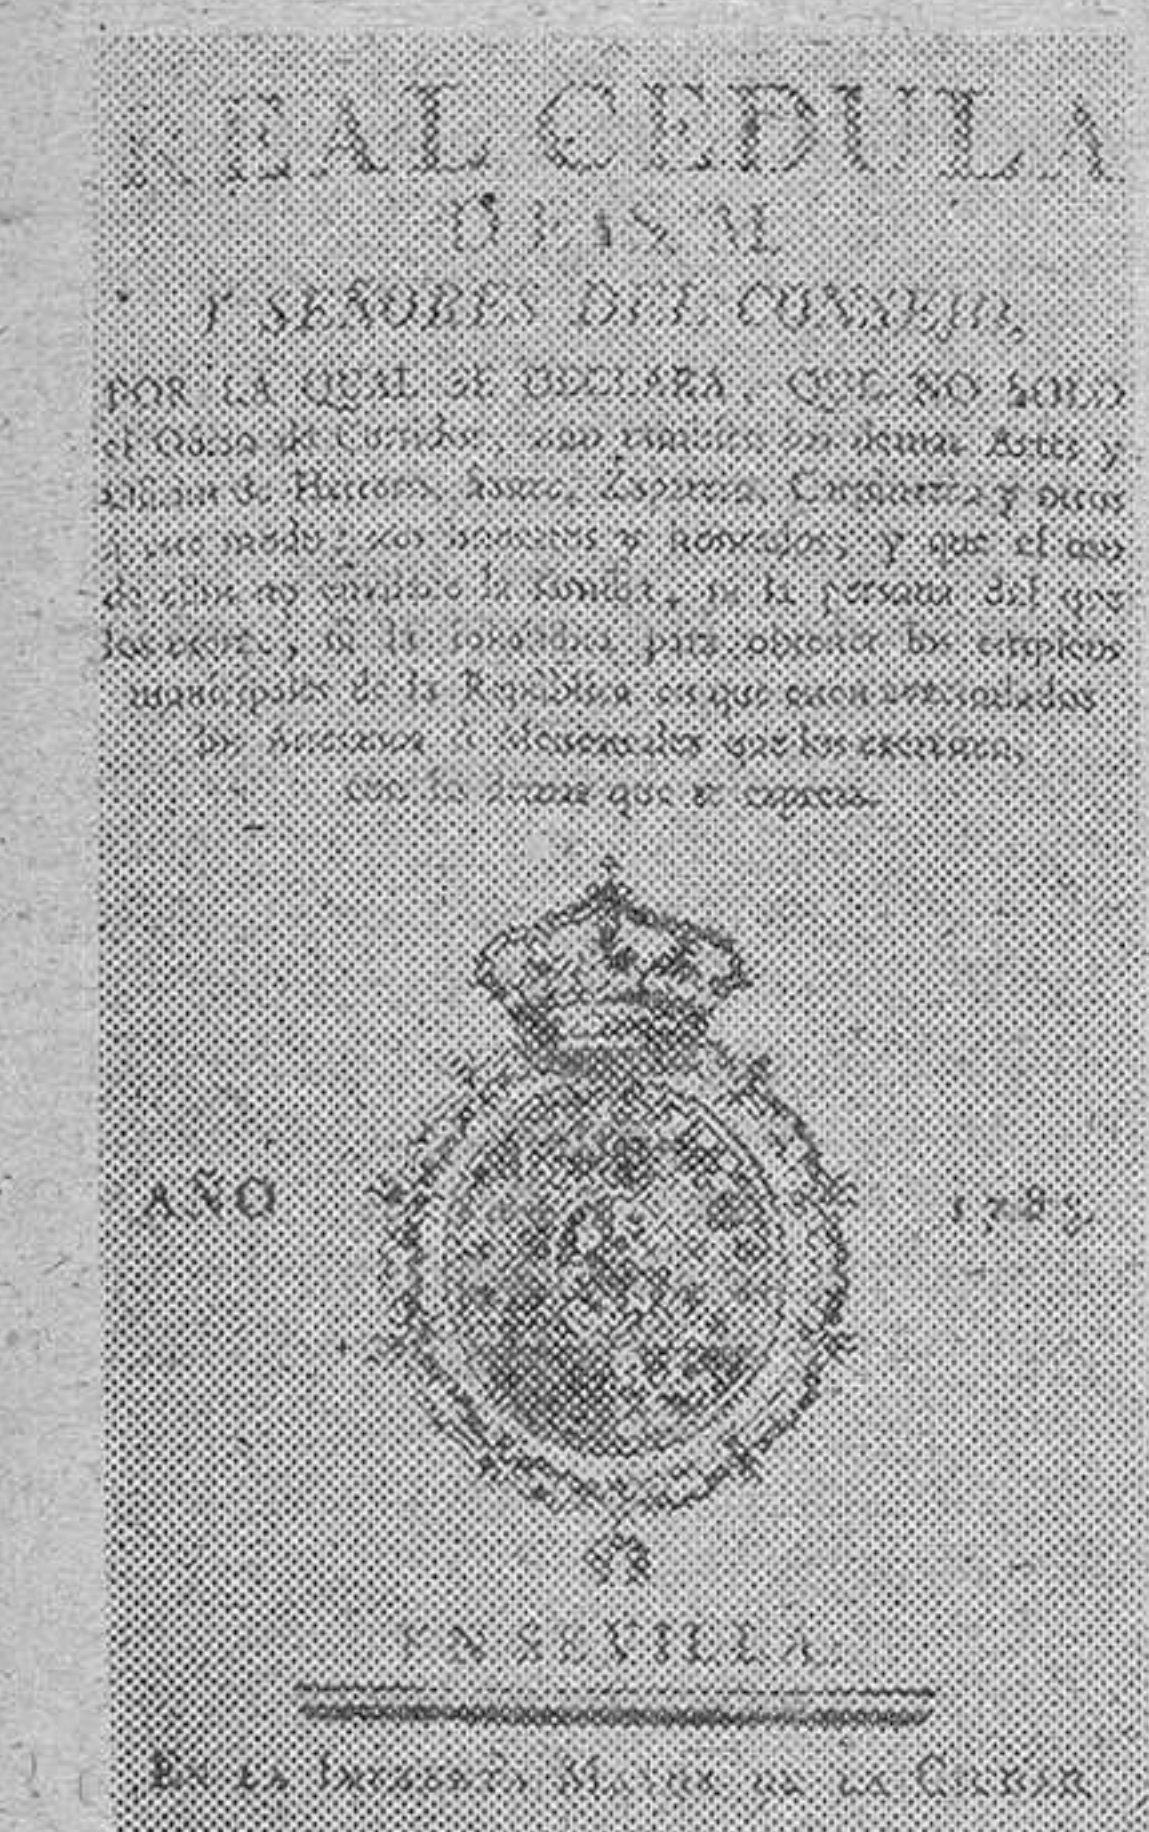 REAL CEDULA
DE S. M.
Y SEÑORES DEL CONSEJO,
POR LA QUAL SE DECLARA, QUE NO SOLO
el Oficio de Curtidor, sino tambien los demas Artes y
Oficios de Herrero, Sastre, Zapatero, Carpintero y otros
a este modo, son honestos y honrados; y que el uso
de ellos no envilece la familia, ni la persona del que
los exerce, ni la inhabilita para obtener los empleos
municipales de la República en que esten avecindados
los Artesanos ó Menestrales que los exerciten,
con lo demas que se expresa.
AÑO 178
EN SEVILLA
EN LA IMPRENTA MAYOR DE LA CIUDAD